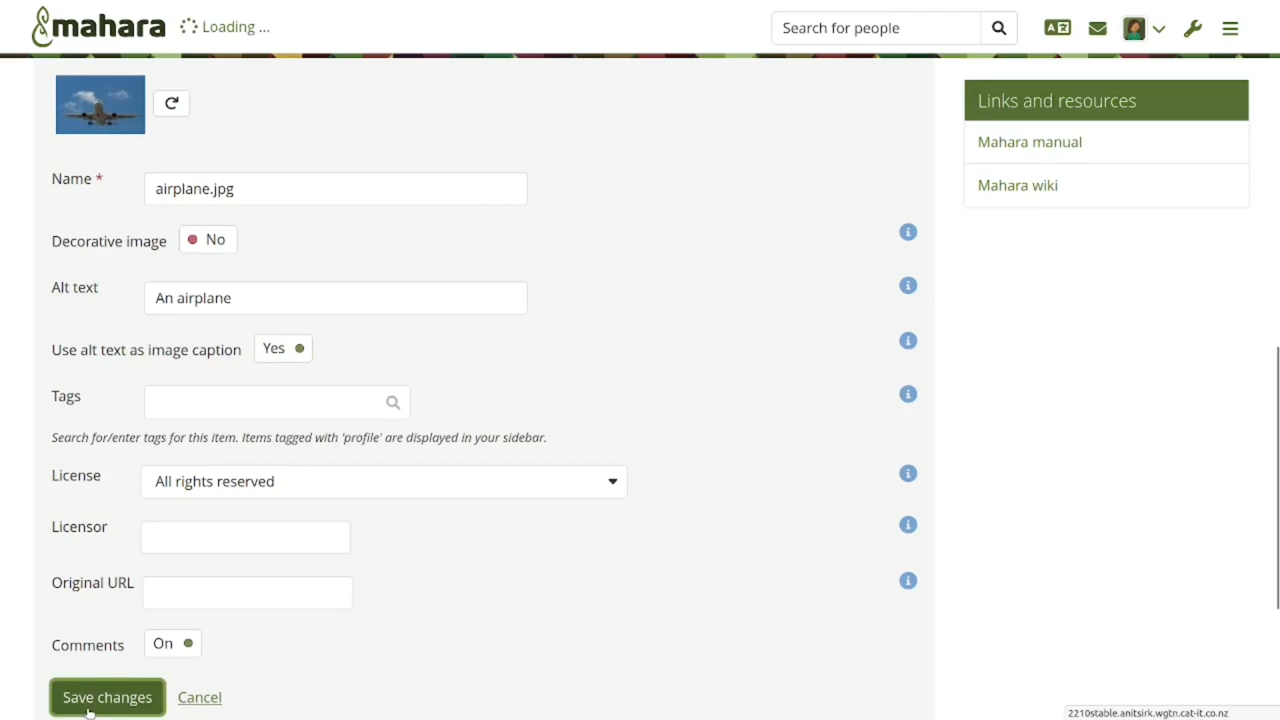 mahara
Loading ...
Search for people
Links and resources
Mahara manual
Mahara wiki
Name *
airplane.jpg
Decorative image
No
Alt text
An airplane
Use alt text as image caption
Yes
Tags
Search for/enter tags for this item. Items tagged with 'profile' are displayed in your sidebar.
License
All rights reserved
Licensor
Original URL
Comments
On
Save changes
Cancel
2210stable.anitsirk.wgtn.cat-it.co.nz